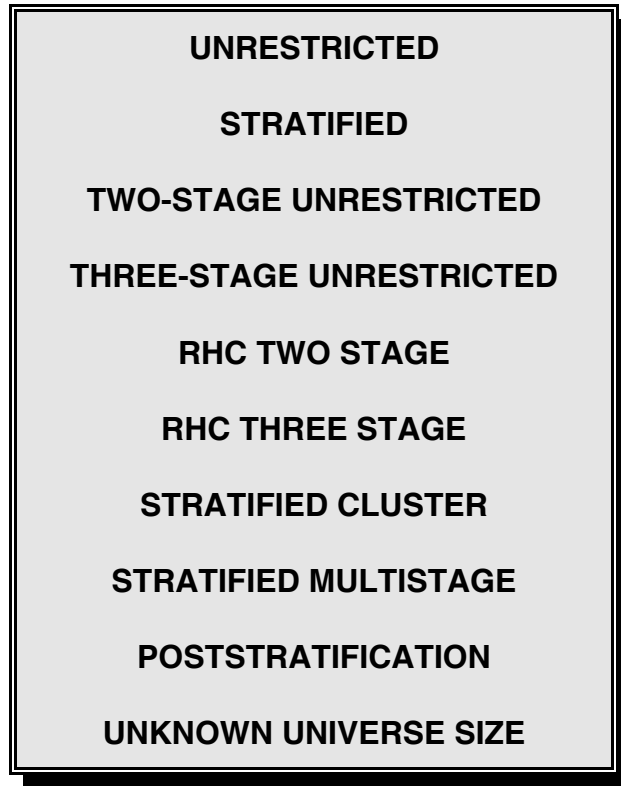 UNRESTRICTED
STRATIFIED
TWO-STAGE UNRESTRICTED
THREE-STAGE UNRESTRICTED
RHC TWO STAGE
RHC THREE STAGE
STRATIFIED CLUSTER
STRATIFIED MULTISTAGE
POSTSTRATIFICATION
UNKNOWN UNIVERSE SIZE